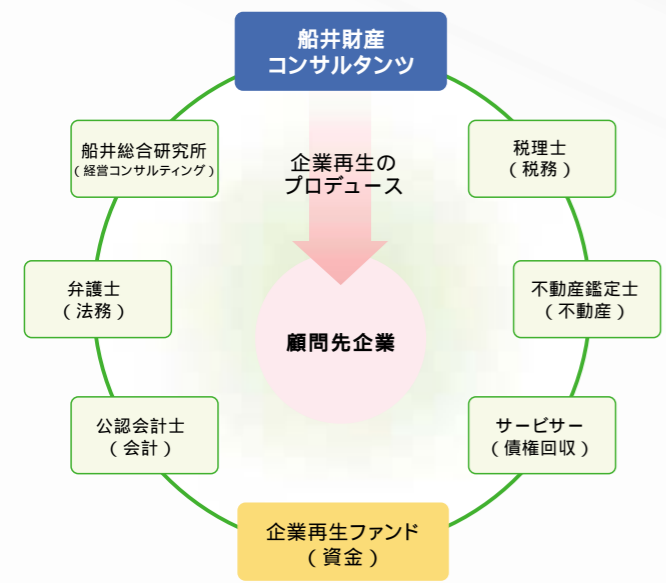 船井財産
コンサルタンツ
船井総合研究所
(経営コンサルティング)
企業再生の
プロデュース
税理士
(税務)
弁護士
(法務)
顧問先企業
不動産鑑定士
(不動産)
公認会計士
(会計)
サービサー
(債権回収)
企業再生ファンド
(資金)